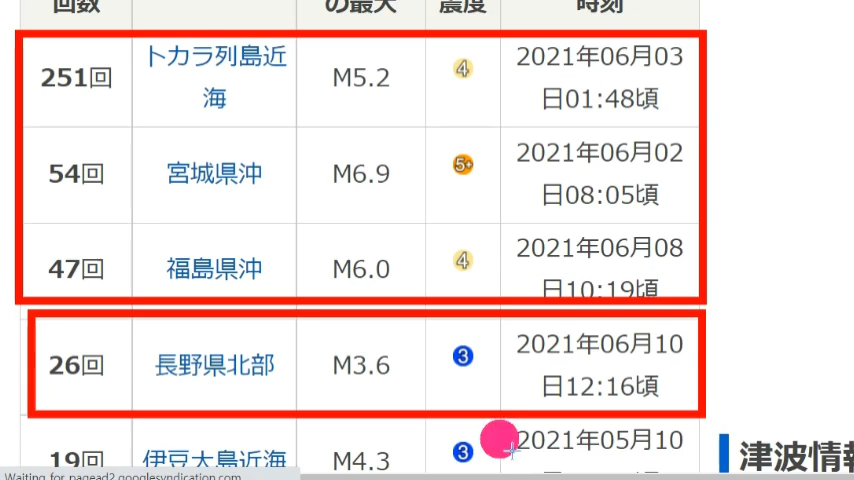 回数 の最大 震度 時刻
251回 トカラ列島近海 M5.2 4 2021年06月03日01:48頃
54回 宮城県沖 M6.9 5+ 2021年06月02日08:05頃
47回 福島県沖 M6.0 4 2021年06月08日10:19頃
26回 長野県北部 M3.6 3 2021年06月10日12:16頃
19回 伊豆大島近海 M4.3 3 2021年05月10
津波情報
Waiting for pagead2.googlesyndication.com